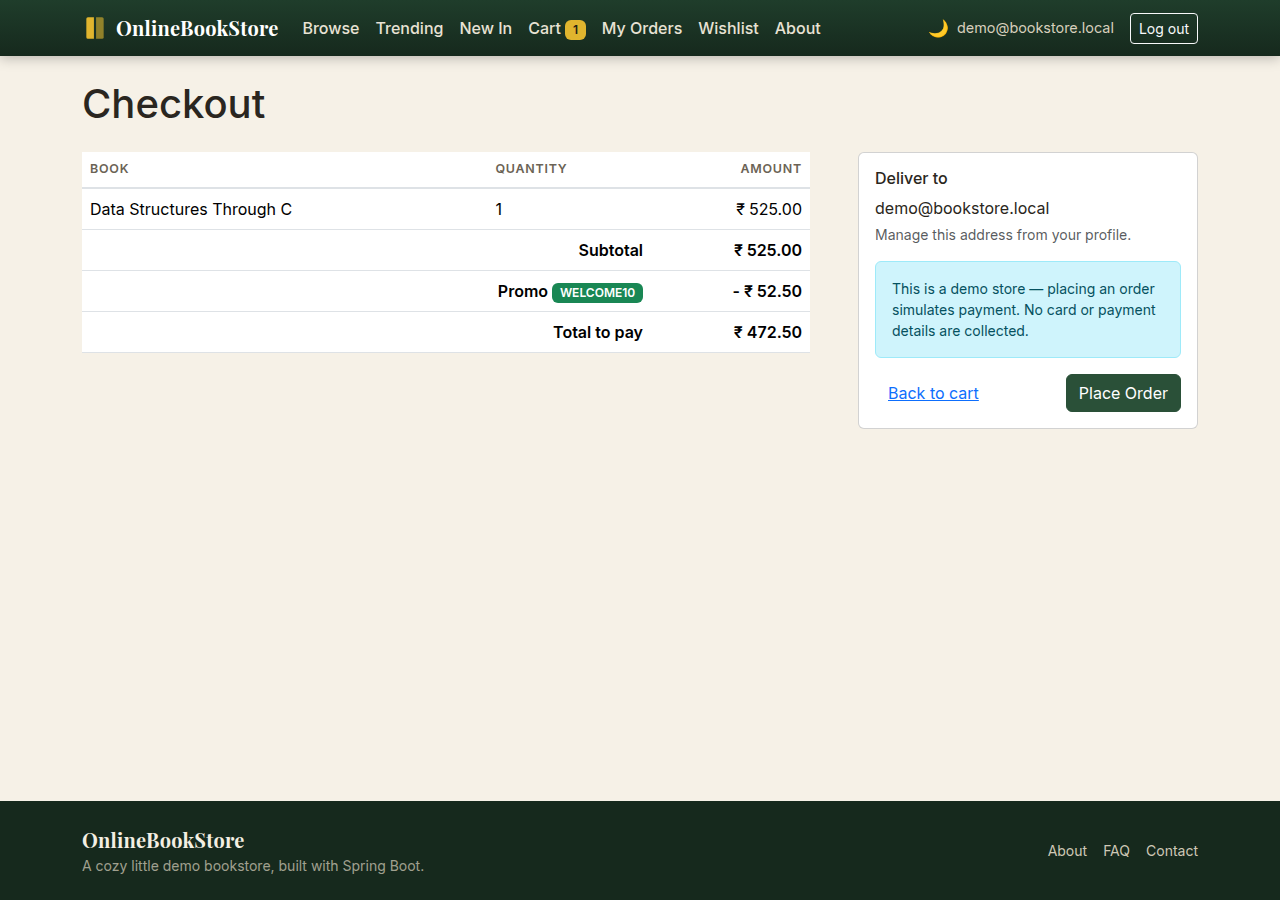 OnlineBookStore Browse Trending New In Cart 1 My Orders Wishlist About demo@bookstore.local Log out
Checkout
BOOK QUANTITY AMOUNT
Data Structures Through C 1 ₹ 525.00
Subtotal ₹ 525.00
Promo WELCOME10 - ₹ 52.50
Total to pay ₹ 472.50
Deliver to
demo@bookstore.local
Manage this address from your profile.
This is a demo store — placing an order
simulates payment. No card or payment
details are collected.
Back to cart Place Order
OnlineBookStore
A cozy little demo bookstore, built with Spring Boot.
About FAQ Contact